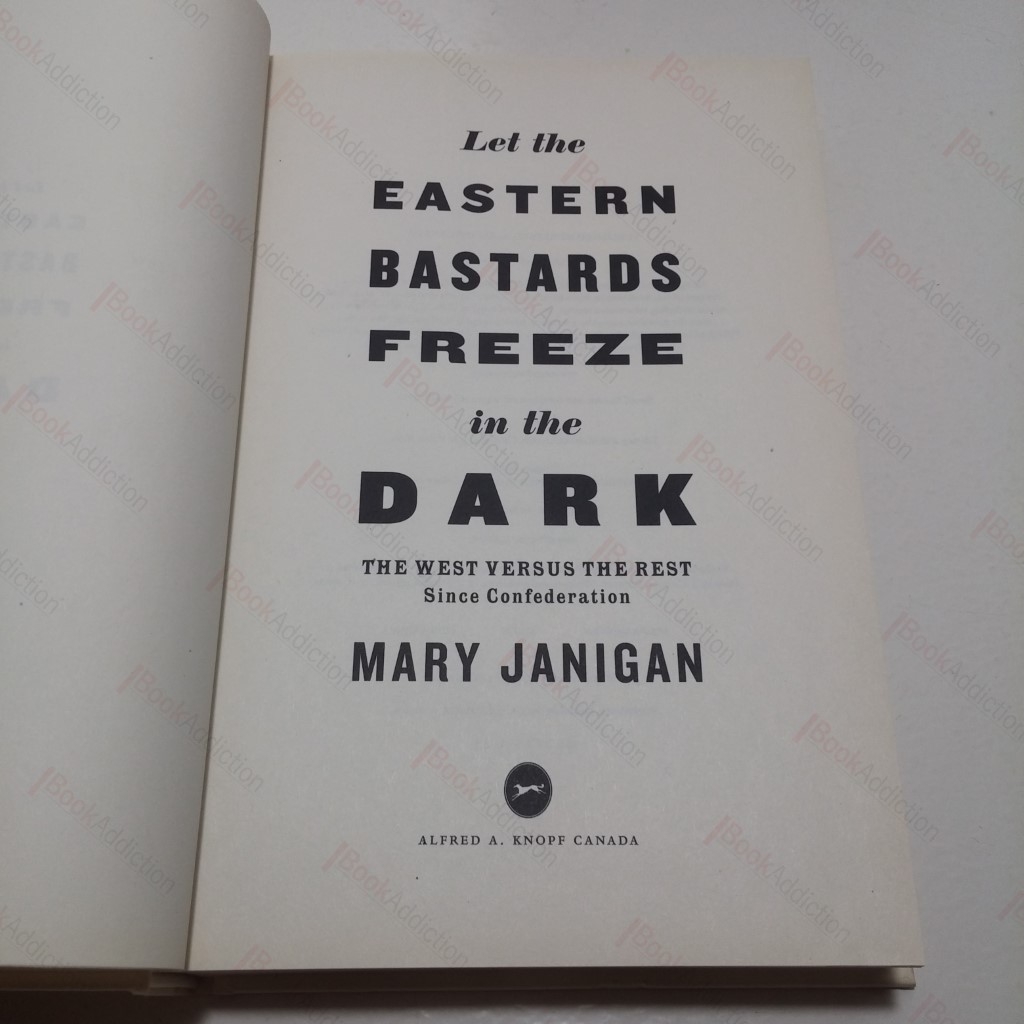 Let the
EASTERN
BASTARDS
FREEZE
in the
DARK
THE WEST VERSUS THE REST
Since Confederation
MARY JANIGAN
ALFRED A. KNOPF CANADA
BookAddiction